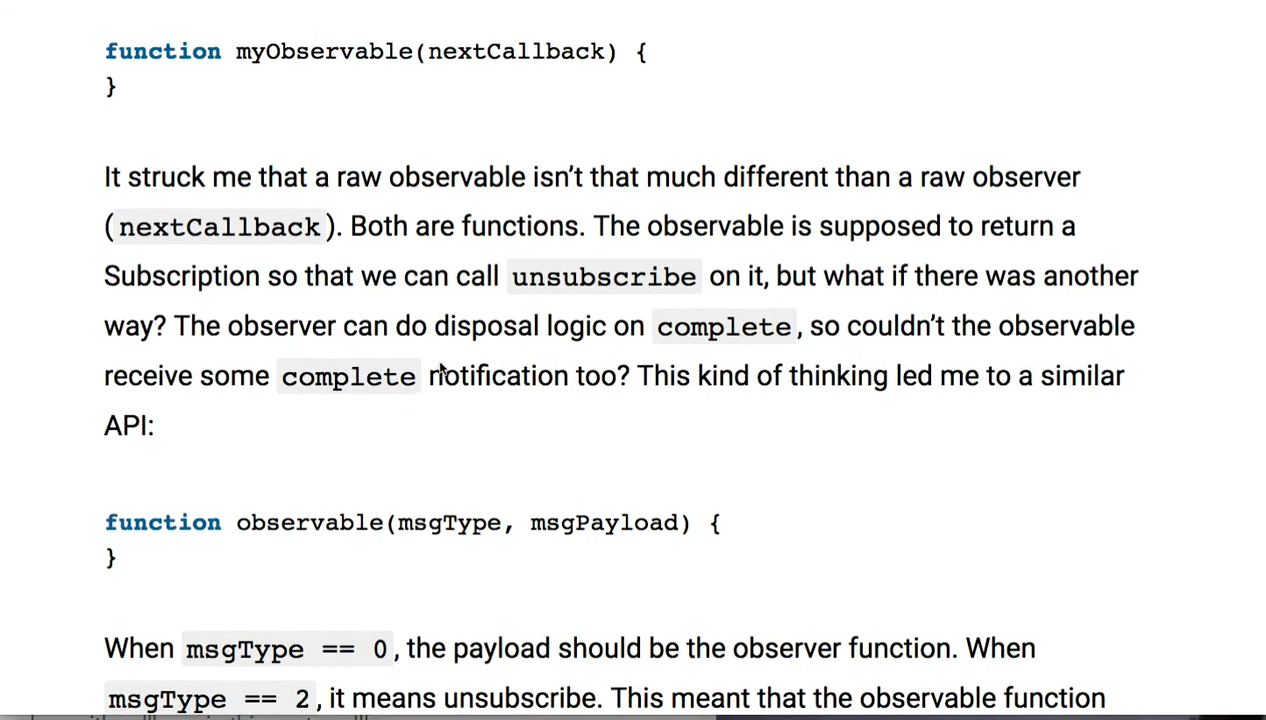 function myObservable(nextCallback) {
}
It struck me that a raw observable isn't that much different than a raw observer
(nextCallback). Both are functions. The observable is supposed to return a
Subscription so that we can call unsubscribe on it, but what if there was another
way? The observer can do disposal logic on complete, so couldn't the observable
receive some complete notification too? This kind of thinking led me to a similar
API:
function observable(msgType, msgPayload) {
}
When msgType == 0, the payload should be the observer function. When
msgType == 2, it means unsubscribe. This meant that the observable function